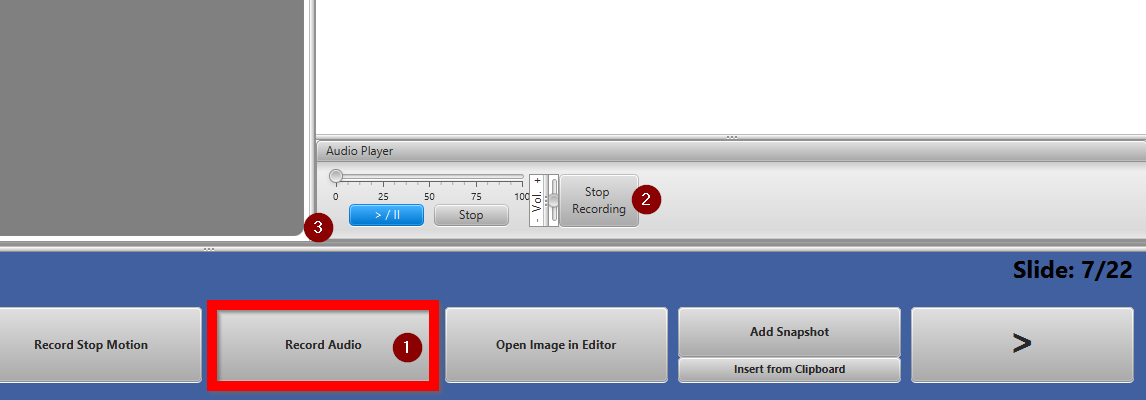 Audio Player
0 25 50 75 100
- Vol. +
Stop
Recording
2
> / II
Stop
3
Slide: 7/22
Record Stop Motion
Record Audio
1
Open Image in Editor
Add Snapshot
Insert from Clipboard
>